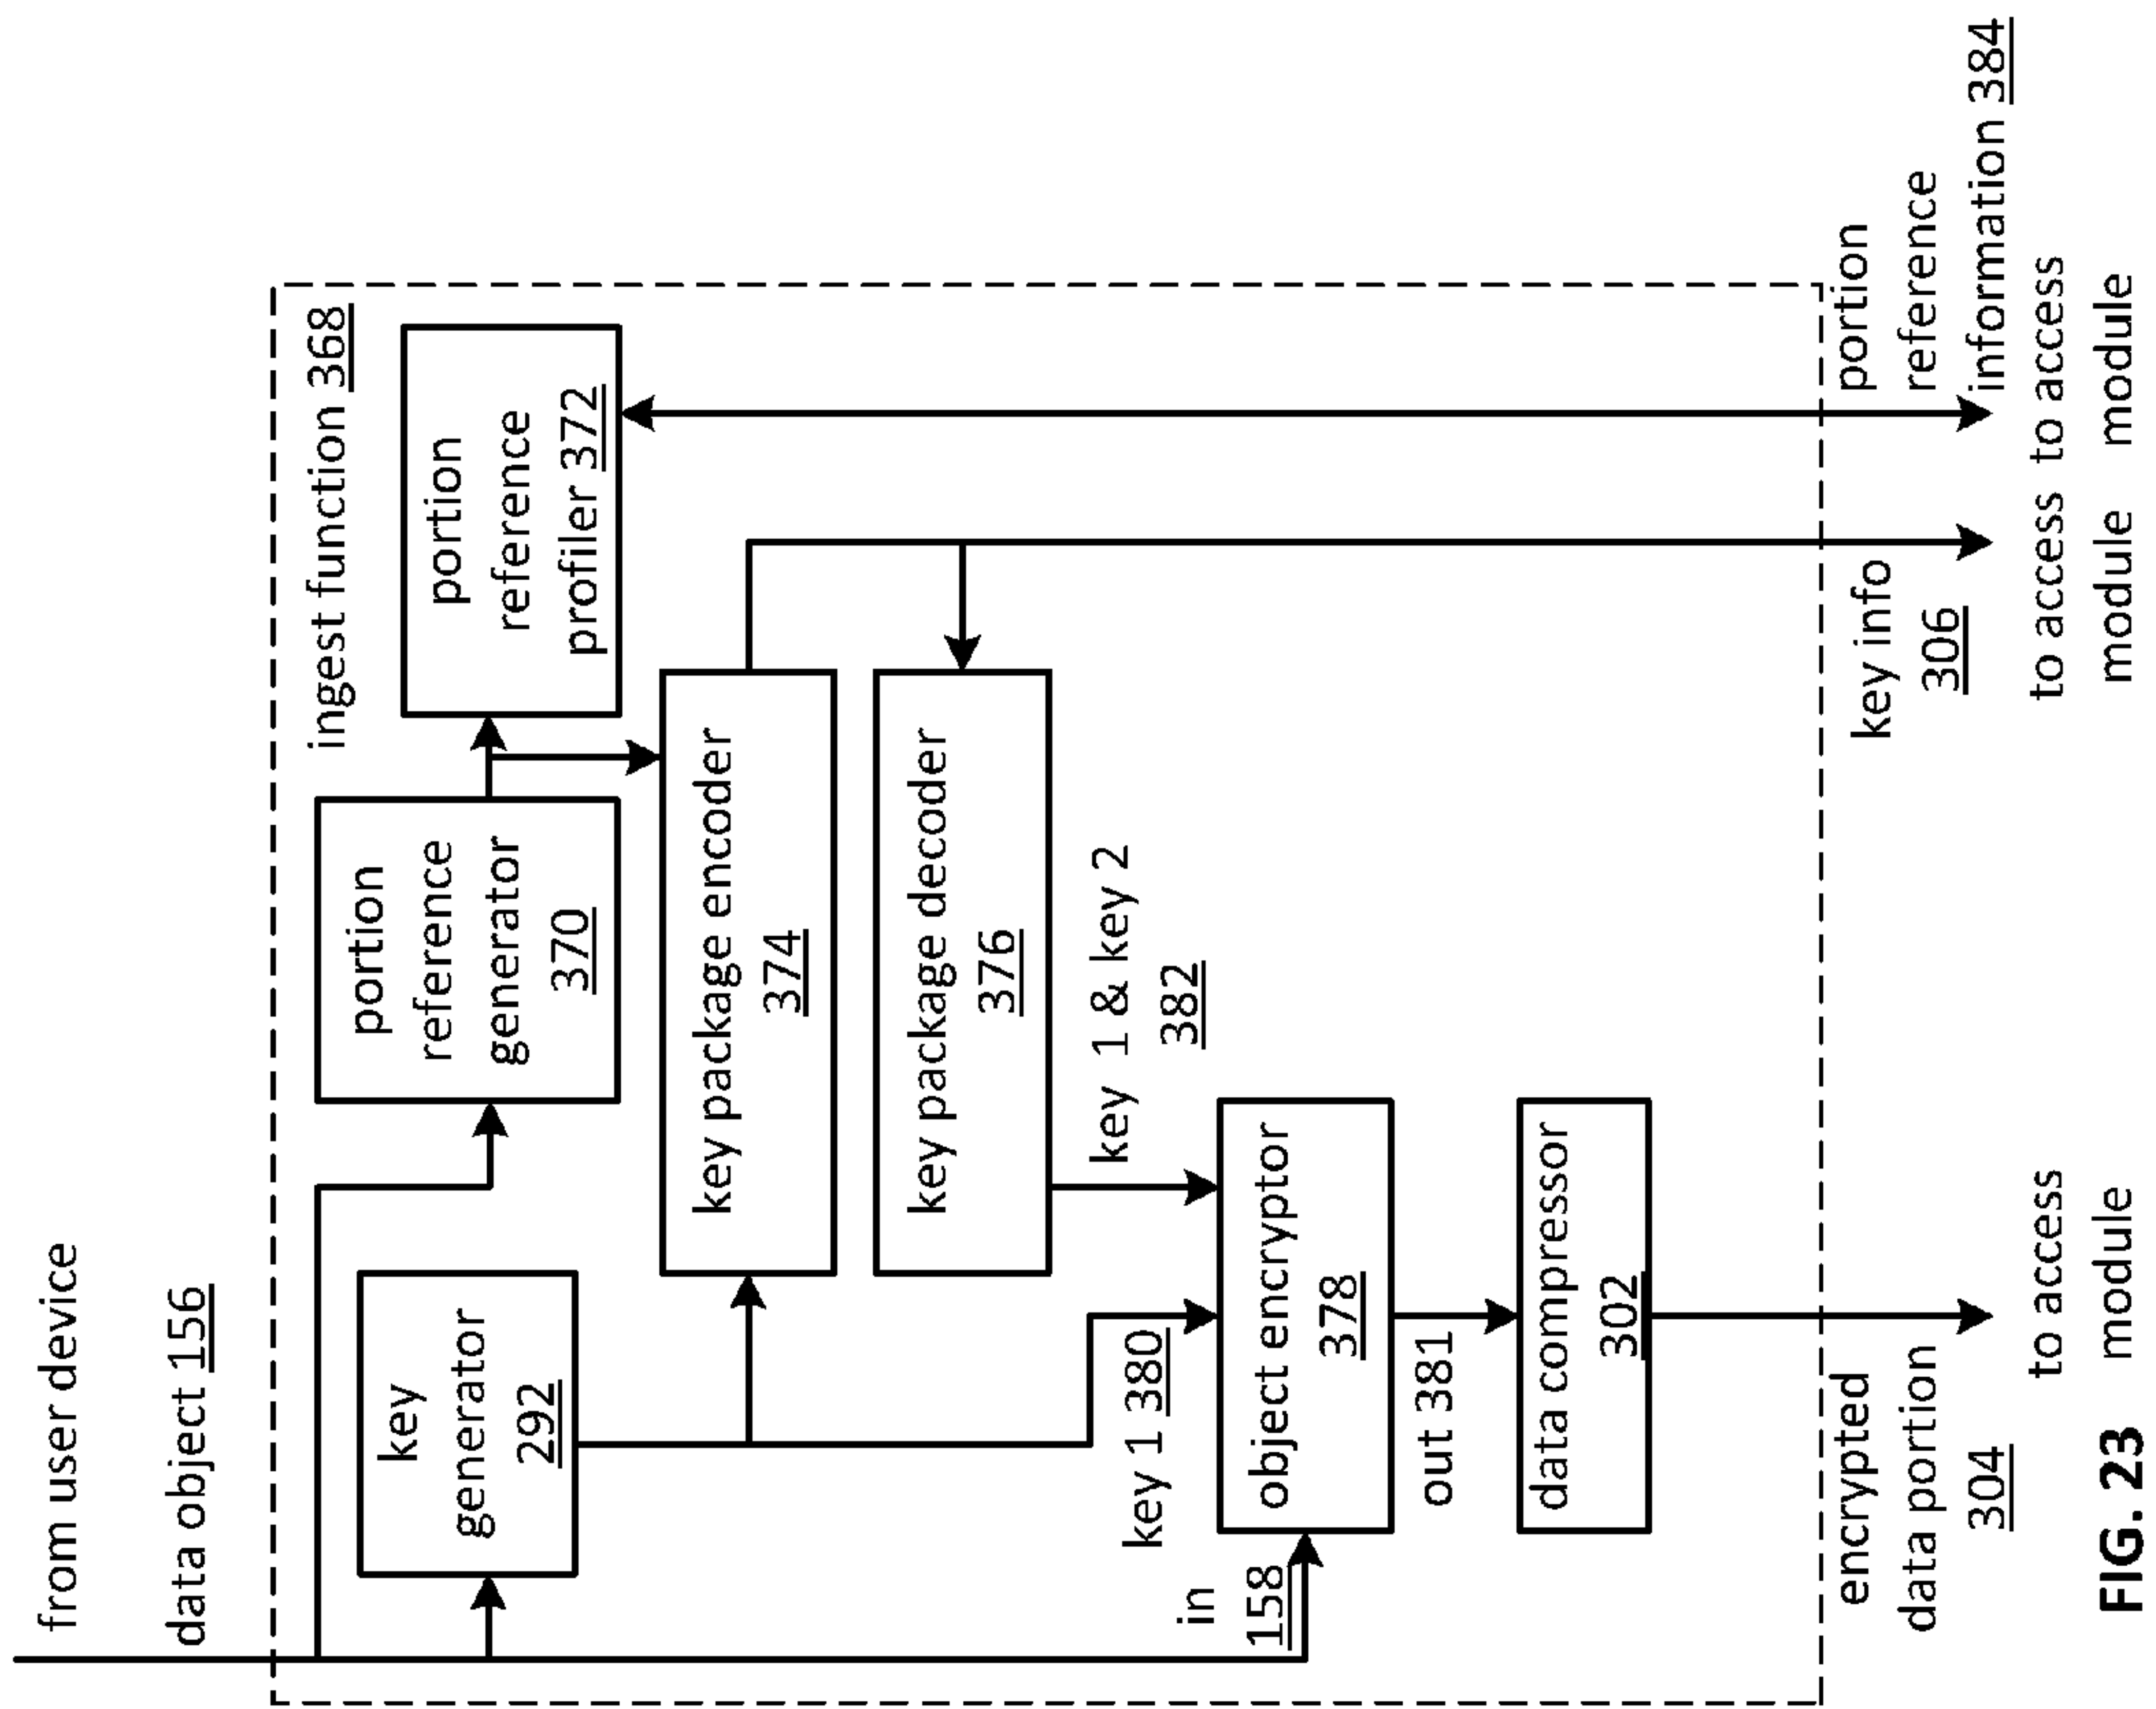 from user device
data object 156
ingest function 368
key
generator
292
portion
reference
generator
370
portion
reference
profiler 372
key package encoder
374
key package decoder
376
key 1 380
key 1 & key 2
382
in
158
object encryptor
378
out 381
data compressor
302
encrypted
data portion
304
to access
module
key info
306
to access
module
portion
reference
information 384
to access
module
FIG. 23